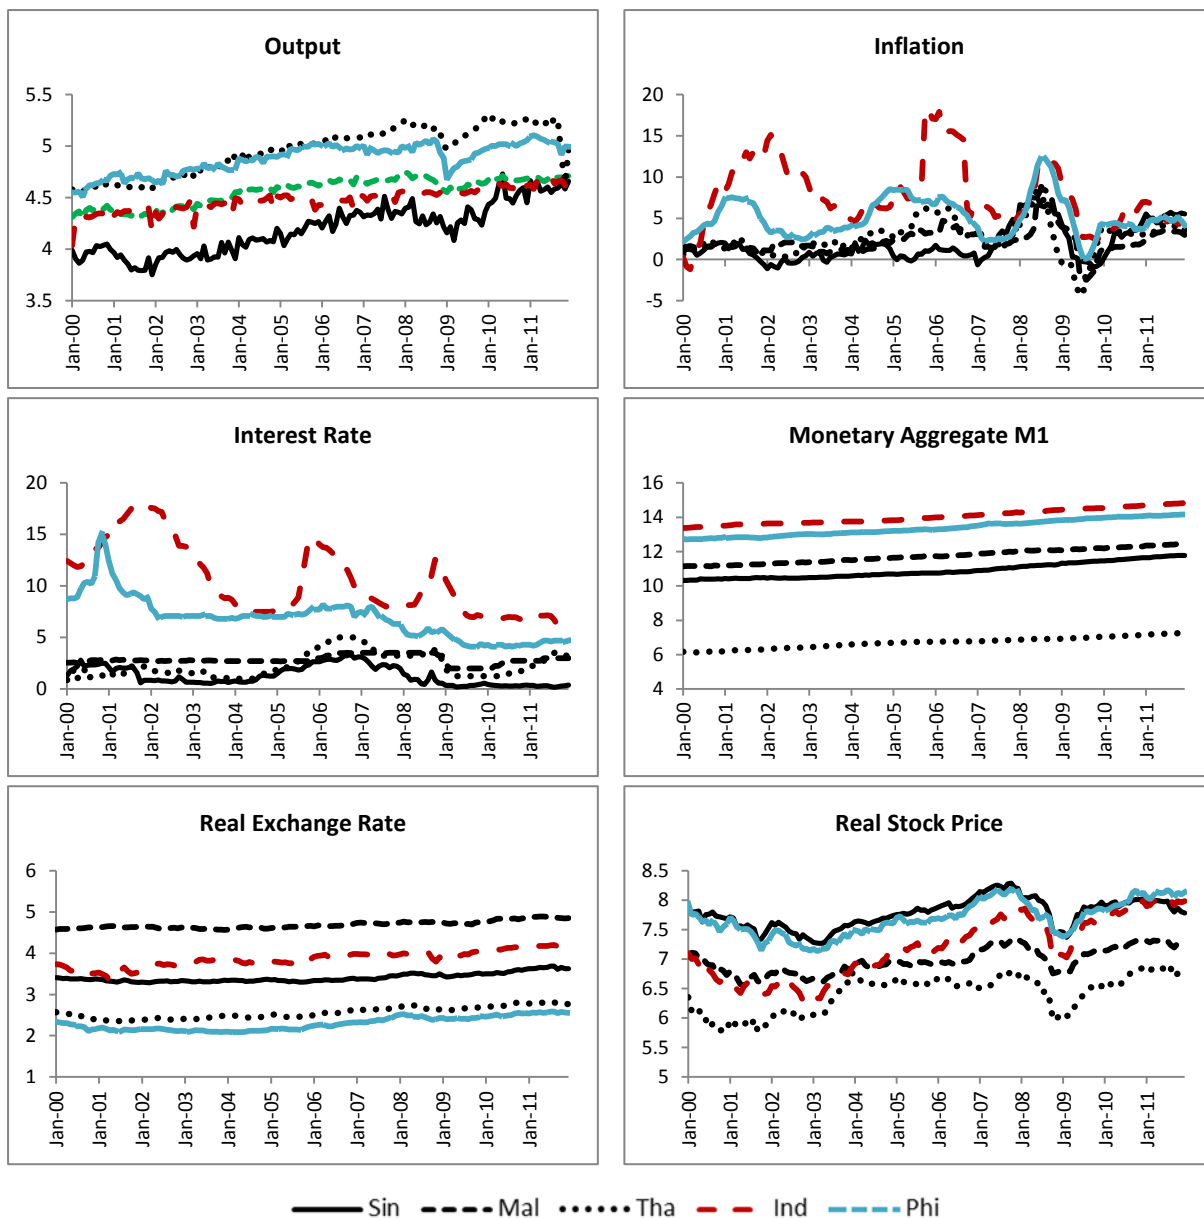 Output
5.5
5
4.5
4
3.5
Jan-00
Jan-01
Jan-02
Jan-03
Jan-04
Jan-05
Jan-06
Jan-07
Jan-08
Jan-09
Jan-10
Jan-11
Inflation
20
15
10
5
0
-5
Jan-00
Jan-01
Jan-02
Jan-03
Jan-04
Jan-05
Jan-06
Jan-07
Jan-08
Jan-09
Jan-10
Jan-11
Interest Rate
20
15
10
5
0
Jan-00
Jan-01
Jan-02
Jan-03
Jan-04
Jan-05
Jan-06
Jan-07
Jan-08
Jan-09
Jan-10
Jan-11
Monetary Aggregate M1
16
14
12
10
8
6
4
Jan-00
Jan-01
Jan-02
Jan-03
Jan-04
Jan-05
Jan-06
Jan-07
Jan-08
Jan-09
Jan-10
Jan-11
Real Exchange Rate
6
5
4
3
2
1
Jan-00
Jan-01
Jan-02
Jan-03
Jan-04
Jan-05
Jan-06
Jan-07
Jan-08
Jan-09
Jan-10
Jan-11
Real Stock Price
8.5
8
7.5
7
6.5
6
5.5
5
Jan-00
Jan-01
Jan-02
Jan-03
Jan-04
Jan-05
Jan-06
Jan-07
Jan-08
Jan-09
Jan-10
Jan-11
Sin Mal Tha Ind Phi